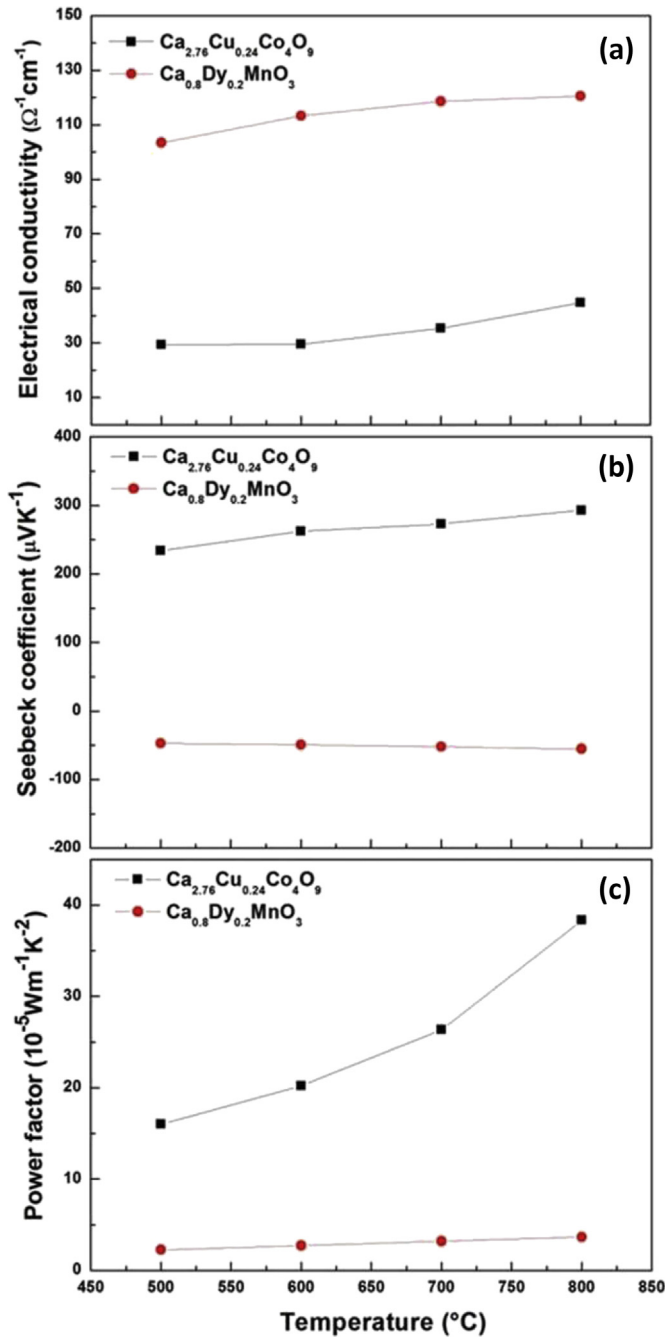 150
130
110
90
70
50
30
10
Electrical conductivity (Ω⁻¹cm⁻¹)
Ca₂.₇₆Cu₀.₂₄Co₄O₉
Ca₀.₈Dy₀.₂MnO₃
(a)
400
300
200
100
0
-100
-200
Seebeck coefficient (μVK⁻¹)
Ca₂.₇₆Cu₀.₂₄Co₄O₉
Ca₀.₈Dy₀.₂MnO₃
(b)
40
30
20
10
0
Power factor (10⁻⁵Wm⁻¹K⁻²)
Ca₂.₇₆Cu₀.₂₄Co₄O₉
Ca₀.₈Dy₀.₂MnO₃
(c)
450 500 550 600 650 700 750 800 850
Temperature (°C)